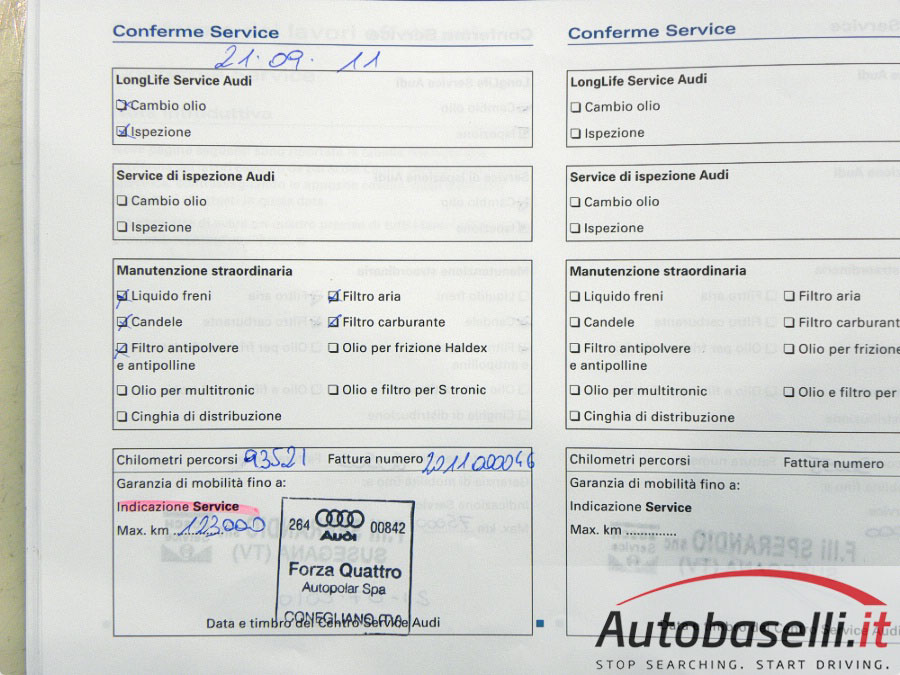 Conferme Service
21.09.11
LongLife Service Audi
Cambio olio
Ispezione
Service di ispezione Audi
Cambio olio
Ispezione
Manutenzione straordinaria
Liquido freni Filtro aria
Candele Filtro carburante
Filtro antipolvere Olio per frizione Haldex
e antipolline
Olio per multitronic Olio e filtro per S tronic
Cinghia di distribuzione
Chilometri percorsi 93521 Fattura numero 2011000046
Garanzia di mobilità fino a:
Indicazione Service
Max. km 123.000
264 Audi 00842
Forza Quattro
Autopolar Spa
CONEGLIANO (TV)
Data e timbro del Centro Service Audi
Conferme Service
LongLife Service Audi
Cambio olio
Ispezione
Service di ispezione Audi
Cambio olio
Ispezione
Manutenzione straordinaria
Liquido freni Filtro aria
Candele Filtro carburant
Filtro antipolvere Olio per frizione
e antipolline
Olio per multitronic Olio e filtro per
Cinghia di distribuzione
Chilometri percorsi Fattura numero
Garanzia di mobilità fino a:
Indicazione Service
Max. km .............
Autobaselli.it
STOP SEARCHING. START DRIVING.